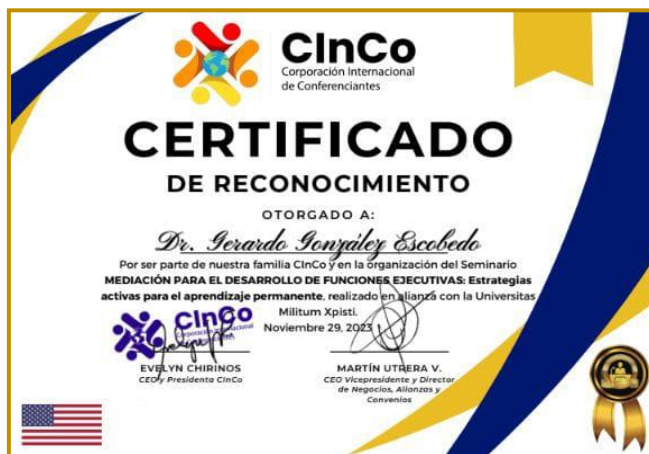 CInCo
Corporación Internacional
de Conferenciantes
CERTIFICADO
DE RECONOCIMIENTO
OTORGADO A:
Dr. Gerardo González Escobedo
Por ser parte de nuestra familia CInCo y en la organización del Seminario
MEDIACIÓN PARA EL DESARROLLO DE FUNCIONES EJECUTIVAS: Estrategias
activas para el aprendizaje permanente, realizado en alianza con la Universitas
Militum Xpisti.
Noviembre 29, 2023
CInCo
Corporación Internacional
EVELYN CHIRINOS
CEO y Presidenta CInCo
MARTÍN UTRERA V.
CEO Vicepresidente y Director
de Negocios, Alianzas y
Convenios